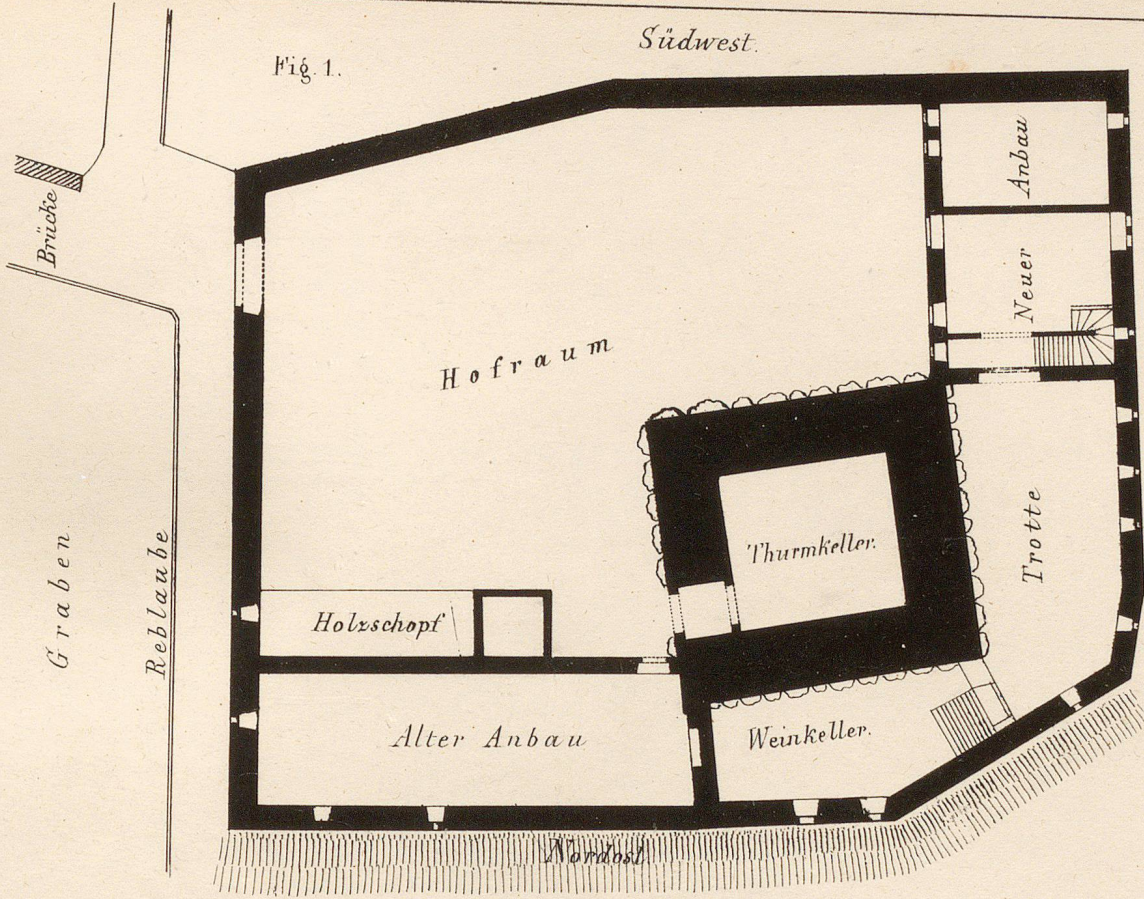 Südwest.
Fig. 1.
Anbau
Neuer
Brücke
Hofraum
Graben
Reblaube
Thurmkeller.
Trotte
Holzschopf
Alter Anbau
Weinkeller.
Nordost